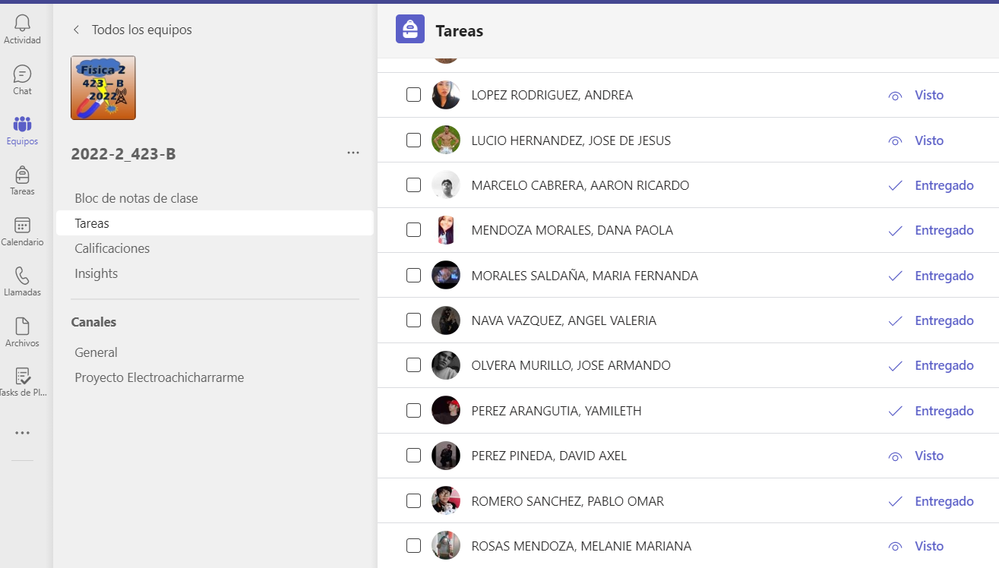 Actividad
Chat
Equipos
Tareas
Calendario
Llamadas
Archivos
Tasks de Pl...
Todos los equipos
Física 2
423 – B
2022
2022-2_423-B
Bloc de notas de clase
Tareas
Calificaciones
Insights
Canales
General
Proyecto Electroachicharrarme
Tareas
LOPEZ RODRIGUEZ, ANDREA Visto
LUCIO HERNANDEZ, JOSE DE JESUS Visto
MARCELO CABRERA, AARON RICARDO Entregado
MENDOZA MORALES, DANA PAOLA Entregado
MORALES SALDAÑA, MARIA FERNANDA Entregado
NAVA VAZQUEZ, ANGEL VALERIA Entregado
OLVERA MURILLO, JOSE ARMANDO Entregado
PEREZ ARANGUTIA, YAMILETH Entregado
PEREZ PINEDA, DAVID AXEL Visto
ROMERO SANCHEZ, PABLO OMAR Entregado
ROSAS MENDOZA, MELANIE MARIANA Visto